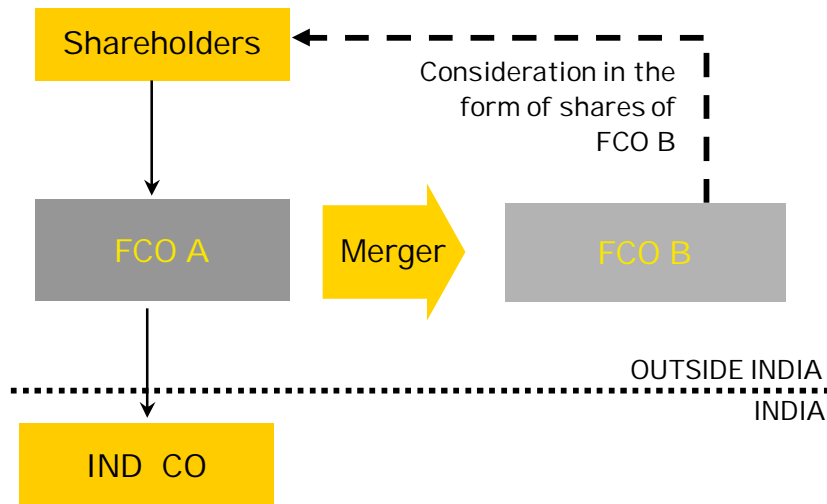 Shareholders
Consideration in the
form of shares of
FCO B
FCO A
Merger
FCO B
OUTSIDE INDIA
INDIA
IND CO